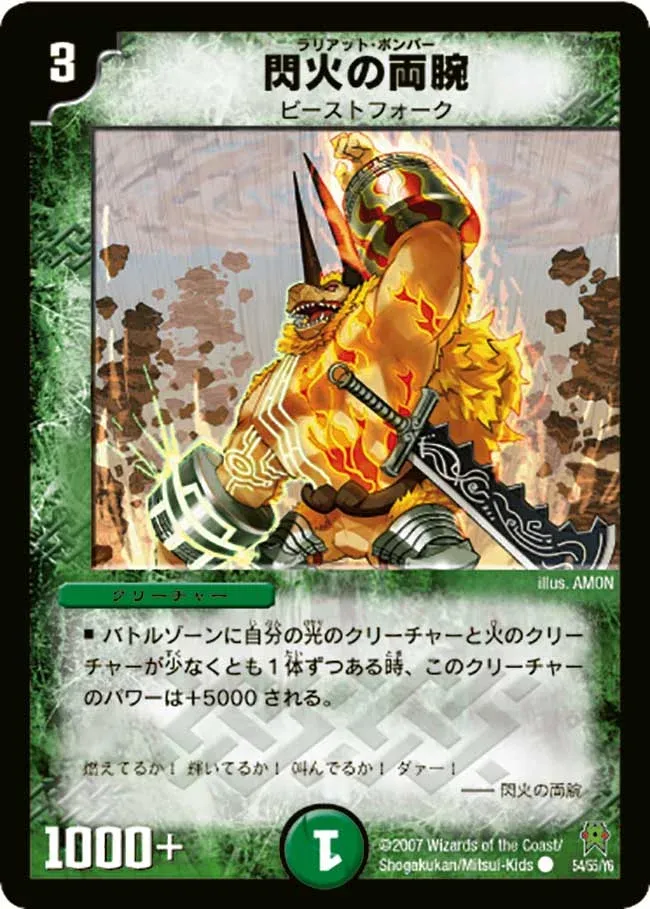 3
ラリアット・ボンバー
閃火の両腕
ビーストフォーク
illus. AMON
クリーチャー
■ バトルゾーンに自分の光のクリーチャーと火のクリー
チャーが少なくとも1体ずつある時、このクリーチャー
のパワーは+5000 される。
燃えてるか! 輝いてるか! 叫んでるか! ダァー!
—— 閃火の両腕
1000+
1
©2007 Wizards of the Coast/
Shogakukan/Mitsui-Kids
54/55/Y6